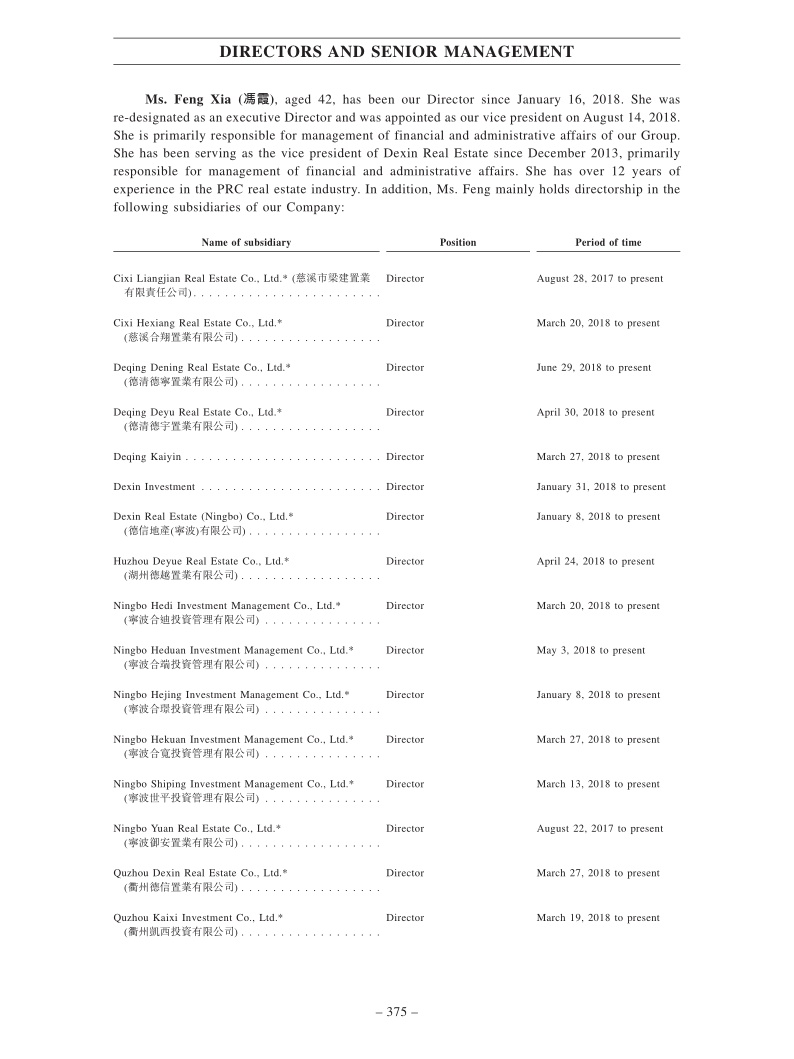 DIRECTORS AND SENIOR MANAGEMENT
Ms. Feng Xia (馮霞), aged 42, has been our Director since January 16, 2018. She was
re-designated as an executive Director and was appointed as our vice president on August 14, 2018.
She is primarily responsible for management of financial and administrative affairs of our Group.
She has been serving as the vice president of Dexin Real Estate since December 2013, primarily
responsible for management of financial and administrative affairs. She has over 12 years of
experience in the PRC real estate industry. In addition, Ms. Feng mainly holds directorship in the
following subsidiaries of our Company:
Name of subsidiary Position Period of time
Cixi Liangjian Real Estate Co., Ltd.* (慈溪市梁建置業 Director August 28, 2017 to present
有限責任公司) . . . . . . . . . . . . . . . . . . . . . . . .
Cixi Hexiang Real Estate Co., Ltd.* Director March 20, 2018 to present
(慈溪合翔置業有限公司) . . . . . . . . . . . . . . . . . .
Deqing Dening Real Estate Co., Ltd.* Director June 29, 2018 to present
(德清德寧置業有限公司) . . . . . . . . . . . . . . . . . .
Deqing Deyu Real Estate Co., Ltd.* Director April 30, 2018 to present
(德清德宇置業有限公司) . . . . . . . . . . . . . . . . . .
Deqing Kaiyin . . . . . . . . . . . . . . . . . . . . . . . . . Director March 27, 2018 to present
Dexin Investment . . . . . . . . . . . . . . . . . . . . . . . Director January 31, 2018 to present
Dexin Real Estate (Ningbo) Co., Ltd.* Director January 8, 2018 to present
(德信地產(寧波)有限公司) . . . . . . . . . . . . . . . . .
Huzhou Deyue Real Estate Co., Ltd.* Director April 24, 2018 to present
(湖州德越置業有限公司) . . . . . . . . . . . . . . . . . .
Ningbo Hedi Investment Management Co., Ltd.* Director March 20, 2018 to present
(寧波合迪投資管理有限公司) . . . . . . . . . . . . . . .
Ningbo Heduan Investment Management Co., Ltd.* Director May 3, 2018 to present
(寧波合端投資管理有限公司) . . . . . . . . . . . . . . .
Ningbo Hejing Investment Management Co., Ltd.* Director January 8, 2018 to present
(寧波合璟投資管理有限公司) . . . . . . . . . . . . . . .
Ningbo Hekuan Investment Management Co., Ltd.* Director March 27, 2018 to present
(寧波合寬投資管理有限公司) . . . . . . . . . . . . . . .
Ningbo Shiping Investment Management Co., Ltd.* Director March 13, 2018 to present
(寧波世平投資管理有限公司) . . . . . . . . . . . . . . .
Ningbo Yuan Real Estate Co., Ltd.* Director August 22, 2017 to present
(寧波御安置業有限公司) . . . . . . . . . . . . . . . . . .
Quzhou Dexin Real Estate Co., Ltd.* Director March 27, 2018 to present
(衢州德信置業有限公司) . . . . . . . . . . . . . . . . . .
Quzhou Kaixi Investment Co., Ltd.* Director March 19, 2018 to present
(衢州凱西投資有限公司) . . . . . . . . . . . . . . . . . .
– 375 –